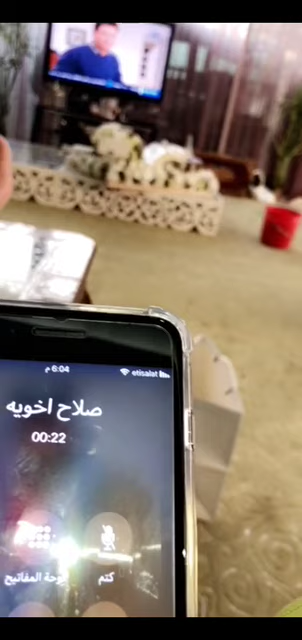 6:04 م etisalat
صلاح اخويه
00:22
لوحة المفاتيح كتم